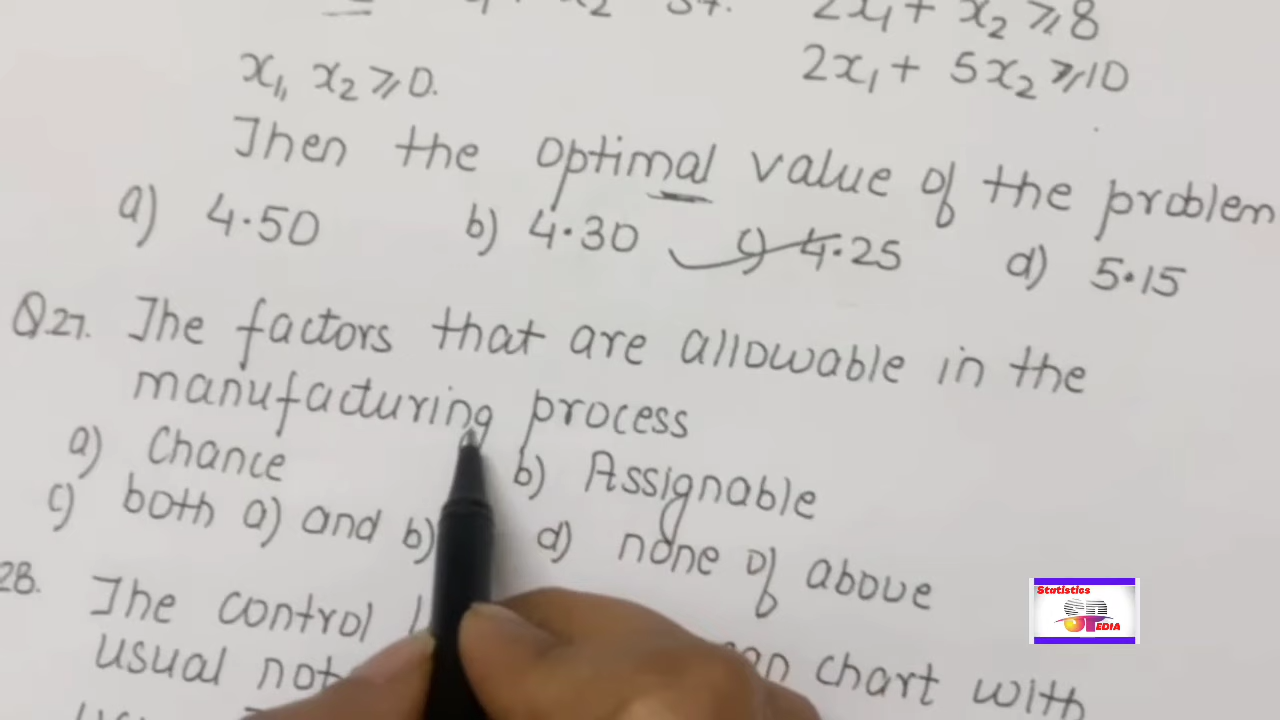 2x₁ + x₂ ≥ 8
x₁, x₂ ≥ 0. 2x₁ + 5x₂ ≥ 10
Then the optimal value of the problem
a) 4.50 b) 4.30 c) 4.25 d) 5.15
Q27. The factors that are allowable in the
manufacturing process
a) Chance b) Assignable
c) both a) and b) d) none of above
28. The control chart with
usual
Statistics
PEDIA